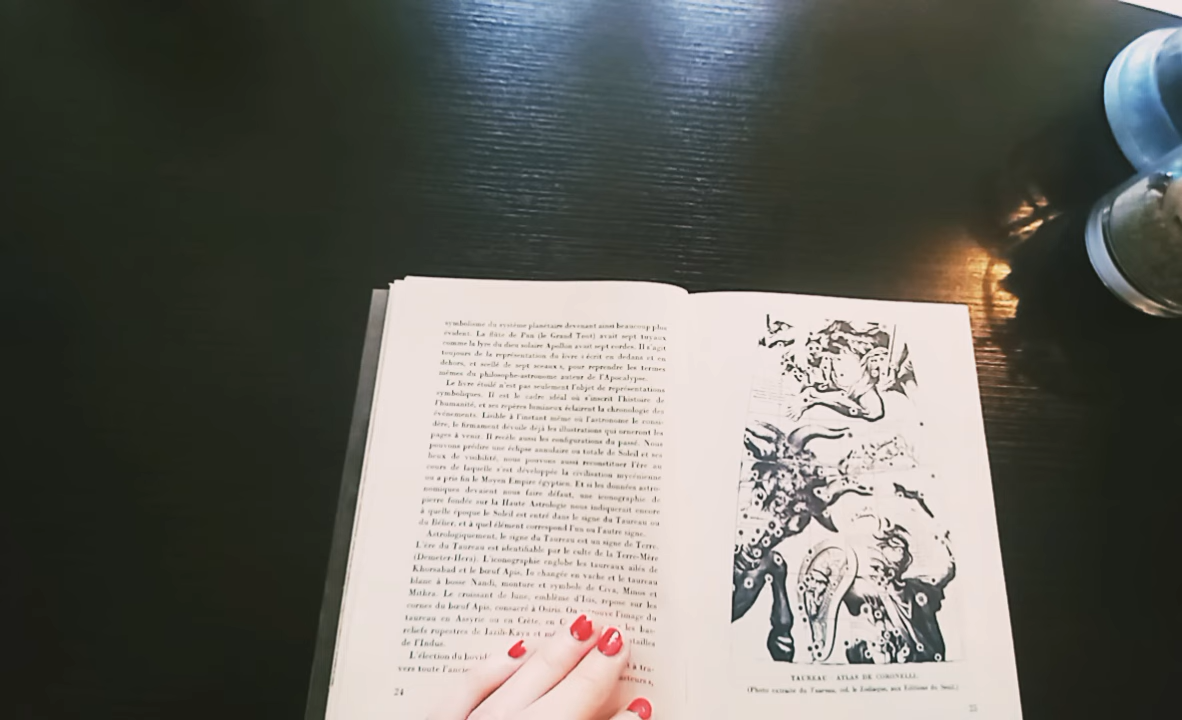 symbolisme du système planétaire devenant ainsi beaucoup plus
évident. La flûte de Pan (le Grand Tout) avait sept tuyaux
comme la lyre du dieu solaire Apollon avait sept cordes. Il s'agit
toujours de la représentation du livre « écrit en dedans et en
dehors, et scellé de sept sceaux », pour reprendre les termes
mêmes du philosophe-astronome auteur de l'Apocalypse.
Le livre étoilé n'est pas seulement l'objet de représentations
symboliques. Il est le cadre idéal où s'inscrit l'histoire de
l'humanité, et ses repères lumineux éclairent la chronologie des
événements. Lisible à l'instant même où l'astronome le consi-
dère, le firmament dévoile déjà les illustrations qui orneront les
pages à venir. Il recèle aussi les configurations du passé. Nous
pouvons prédire une éclipse annulaire ou totale de Soleil et ses
lieux de visibilité, nous pouvons aussi reconstituer l'ère au
cours de laquelle s'est développée la civilisation mycénienne
ou a pris fin le Moyen Empire égyptien. Et si les données astro-
nomiques devaient nous faire défaut, une iconographie de
pierre fondée sur la Haute Astrologie nous indiquerait encore
à quelle époque le Soleil est entré dans le signe du Taureau ou
du Bélier, et à quel élément correspond l'un ou l'autre signe.
Astrologiquement, le signe du Taureau est un signe de Terre.
L'ère du Taureau est identifiable par le culte de la Terre-Mère
(Demeter-Hera). L'iconographie englobe les taureaux ailés de
Khorsabad et le bœuf Apis, Io changée en vache et le taureau
blanc à bosse Nandi, monture et symbole de Civa, Minos et
Mithra. Le croissant de lune, emblème d'Isis, repose sur les
cornes du bœuf Apis, consacré à Osiris. On retrouve l'image du
taureau en Assyrie ou en Crète, en les bas-
reliefs rupestres de Jazili-Kaya et
de l'Indus.
L'élection du
vers toute l'
à tra-
acteurs,
24
TAUREAU ATLAS DE CORONELLI.
(Photo extraite du Taureau, col. le Zodiaque, aux Editions du Seuil.)
25